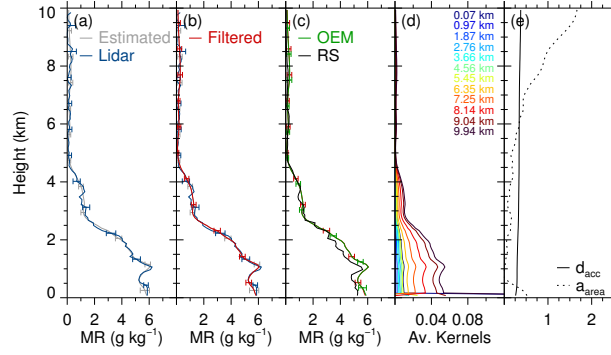 (a) (b) (c) (d) (e)
Estimated
Lidar
Filtered
OEM
RS
0.07 km
0.97 km
1.87 km
2.76 km
3.66 km
4.56 km
5.45 km
6.35 km
7.25 km
8.14 km
9.04 km
9.94 km
10
8
6
4
2
0
Height (km)
d_acc
a_area
0 2 4 6
2 4 6
2 4 6
0.04 0.08
0 1 2
MR (g kg⁻¹) MR (g kg⁻¹) MR (g kg⁻¹) Av. Kernels